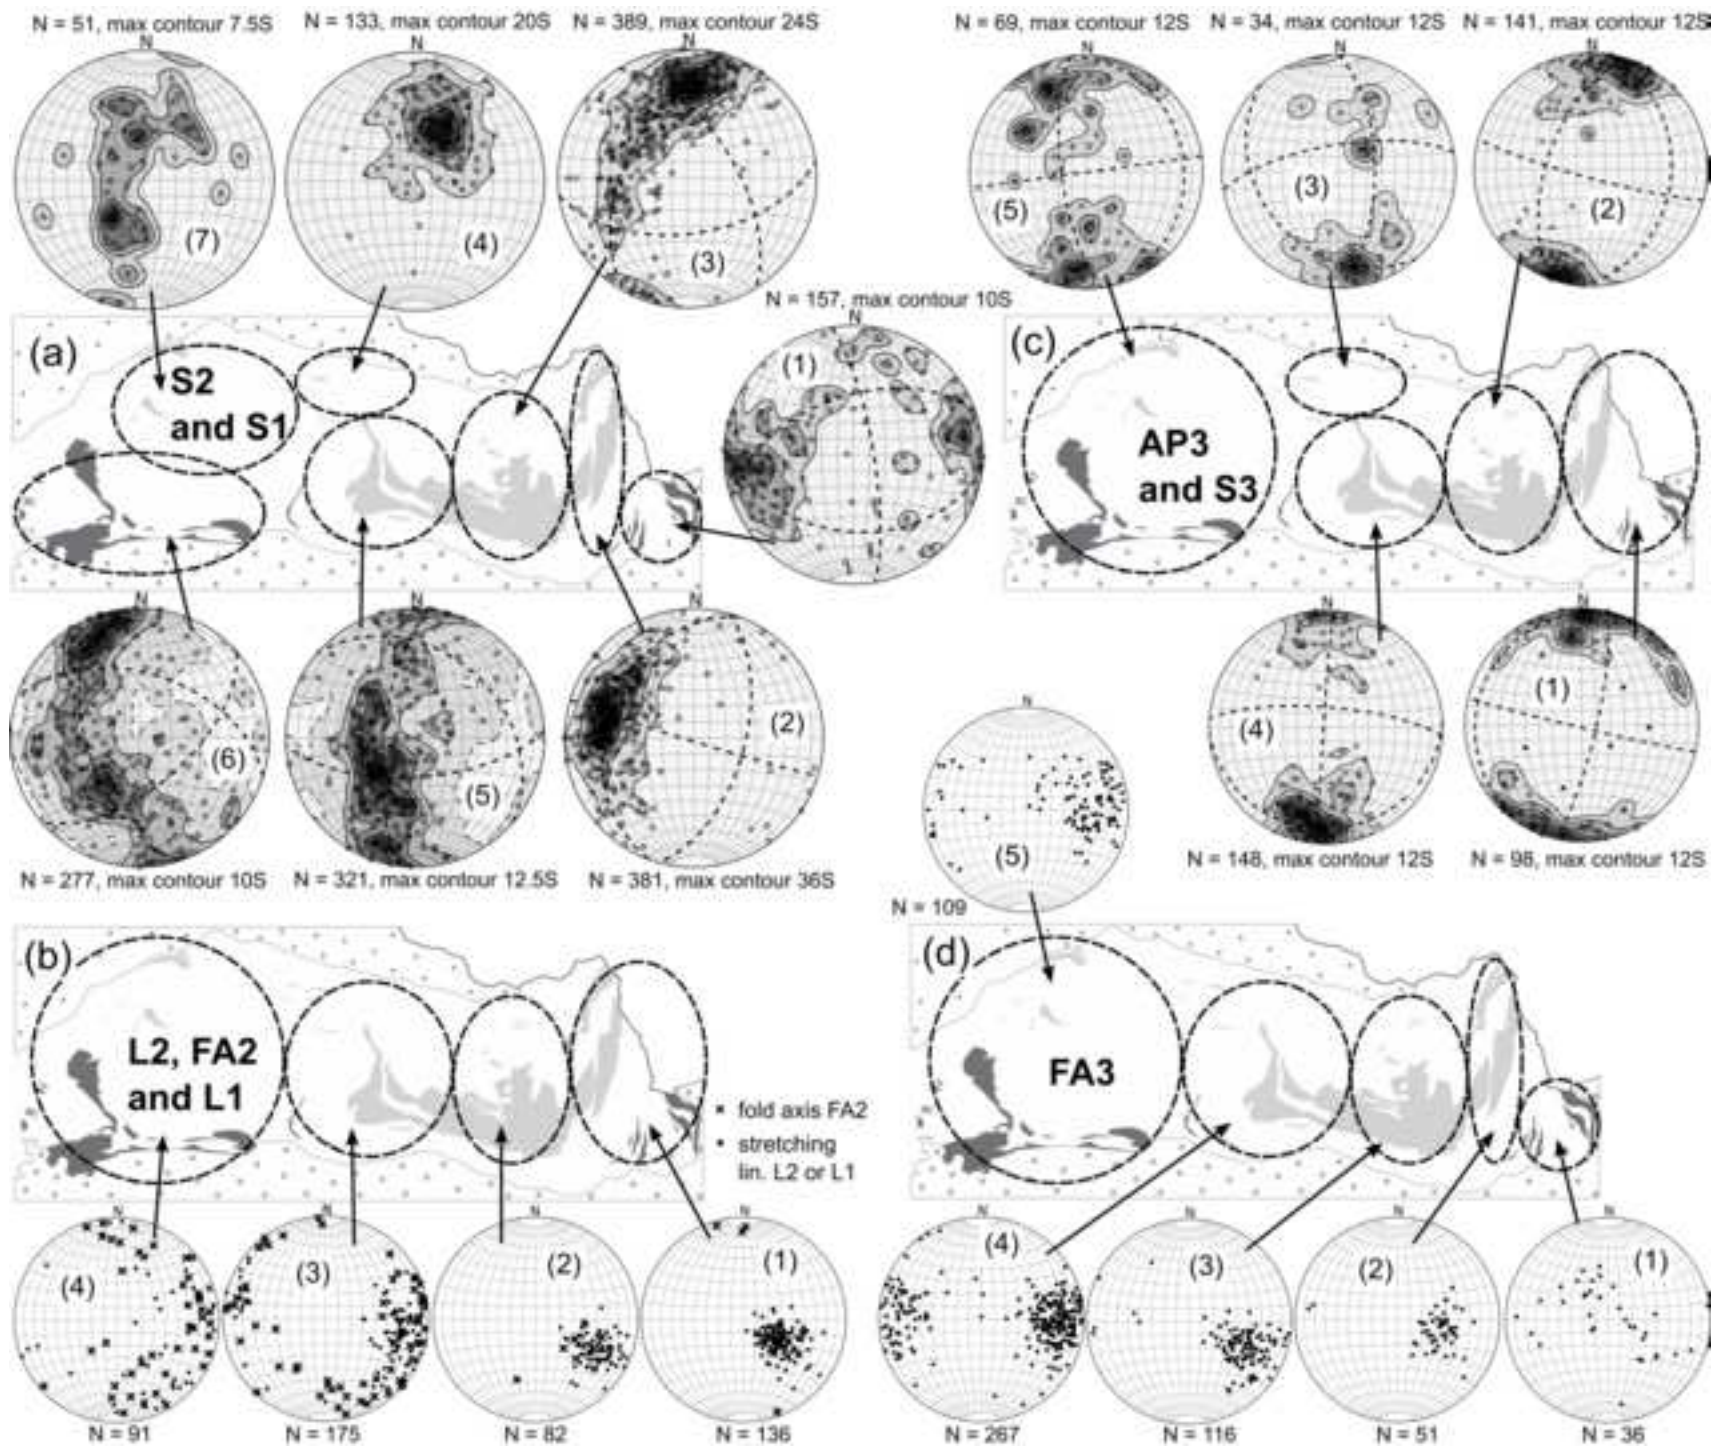 N = 51, max contour 7.5S
N = 133, max contour 20S
N = 389, max contour 24S
N = 69, max contour 12S
N = 34, max contour 12S
N = 141, max contour 12S
N
N
N
N
N
N
(7)
(4)
(3)
(5)
(3)
(2)
N = 157, max contour 10S
N
(1)
(a)
S2
and S1
(c)
AP3
and S3
N
N
N
(6)
(5)
(2)
N = 277, max contour 10S
N = 321, max contour 12.5S
N = 381, max contour 36S
N
N
(4)
(1)
N = 148, max contour 12S
N = 98, max contour 12S
N
(5)
N = 109
(b)
L2, FA2
and L1
fold axis FA2
stretching
lin. L2 or L1
(d)
FA3
N
N
N
N
(4)
(3)
(2)
(1)
N = 91
N = 175
N = 82
N = 136
N
N
N
N
(4)
(3)
(2)
(1)
N = 267
N = 116
N = 51
N = 36